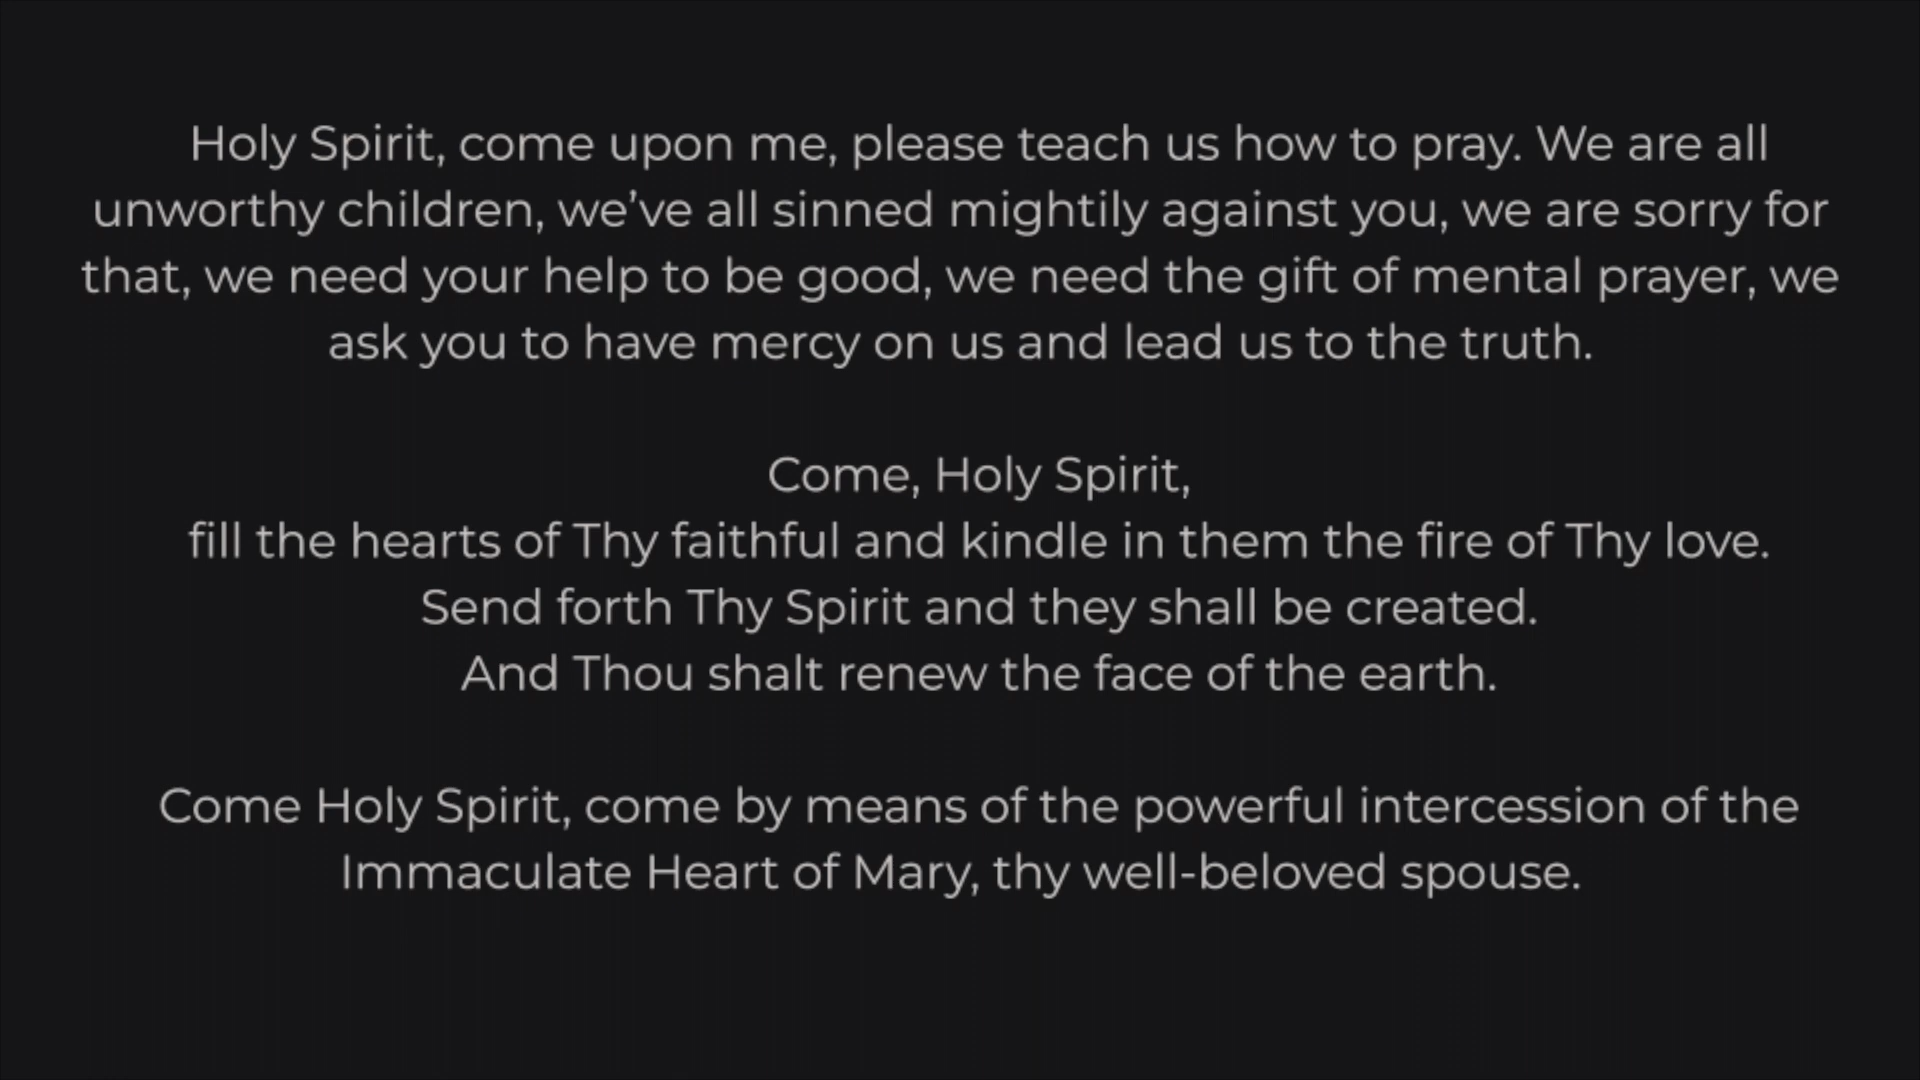 Holy Spirit, come upon me, please teach us how to pray. We are all
unworthy children, we’ve all sinned mightily against you, we are sorry for
that, we need your help to be good, we need the gift of mental prayer, we
ask you to have mercy on us and lead us to the truth.
Come, Holy Spirit,
fill the hearts of Thy faithful and kindle in them the fire of Thy love.
Send forth Thy Spirit and they shall be created.
And Thou shalt renew the face of the earth.
Come Holy Spirit, come by means of the powerful intercession of the
Immaculate Heart of Mary, thy well-beloved spouse.